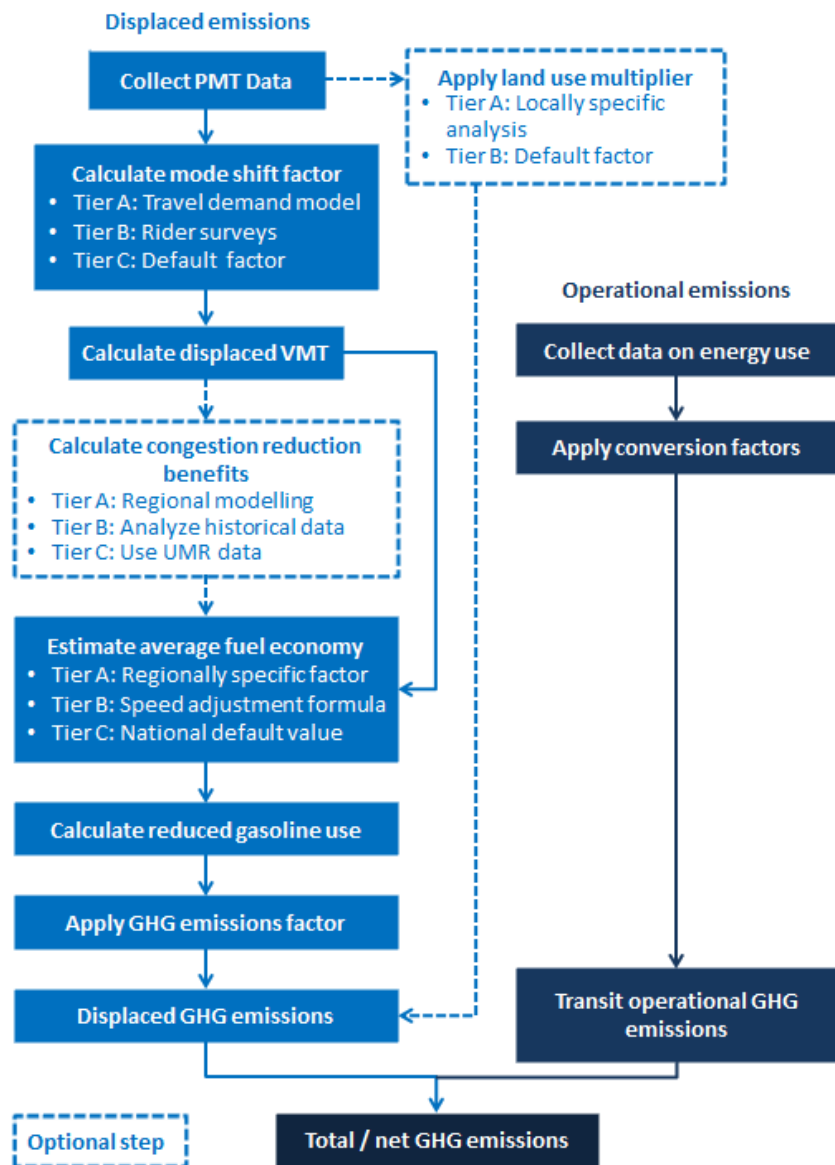 Displaced emissions
Collect PMT Data
Apply land use multiplier
• Tier A: Locally specific
analysis
• Tier B: Default factor
Calculate mode shift factor
• Tier A: Travel demand model
• Tier B: Rider surveys
• Tier C: Default factor
Calculate displaced VMT
Calculate congestion reduction
benefits
• Tier A: Regional modelling
• Tier B: Analyze historical data
• Tier C: Use UMR data
Estimate average fuel economy
• Tier A: Regionally specific factor
• Tier B: Speed adjustment formula
• Tier C: National default value
Calculate reduced gasoline use
Apply GHG emissions factor
Displaced GHG emissions
Operational emissions
Collect data on energy use
Apply conversion factors
Transit operational GHG
emissions
Optional step
Total / net GHG emissions